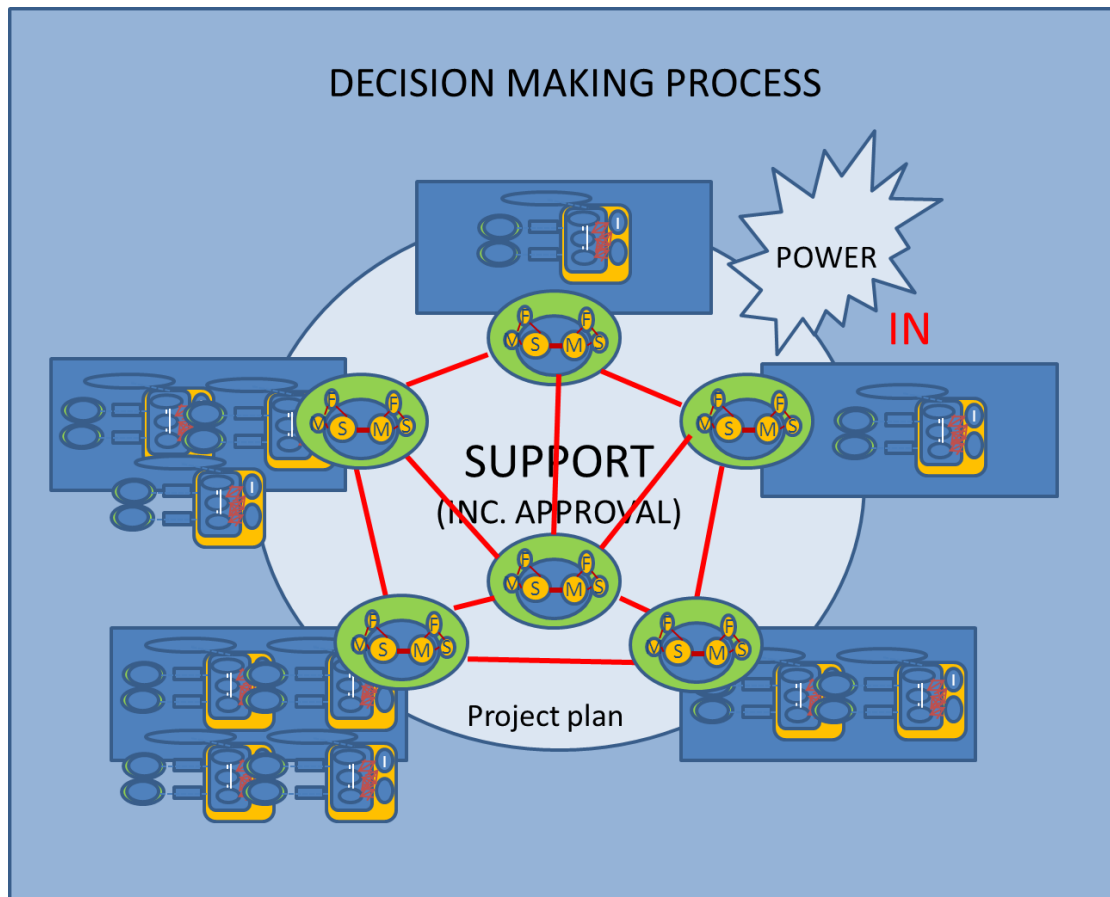 DECISION MAKING PROCESS
POWER
IN
I
F F
V S M S
I
F F
V S M S
F F
V S M S
I
SUPPORT
(INC. APPROVAL)
I
F F
V S M S
F F
V S M S
F F
V S M S
I
Project plan
I